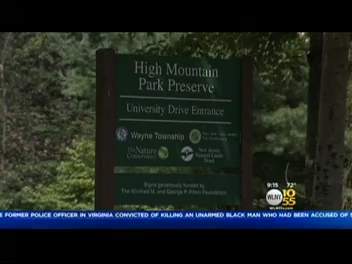 High Mountain
Park Preserve
University Drive Entrance
Wayne Township
The Nature
Conservancy
New Jersey
Natural Lands
Trust
Signs generously funded by
The Winifred M. and George P. Pitkin Foundation
9:15 72°
WLNY
10
55
E FORMER POLICE OFFICER IN VIRGINIA CONVICTED OF KILLING AN UNARMED BLACK MAN WHO HAD BEEN ACCUSED OF S